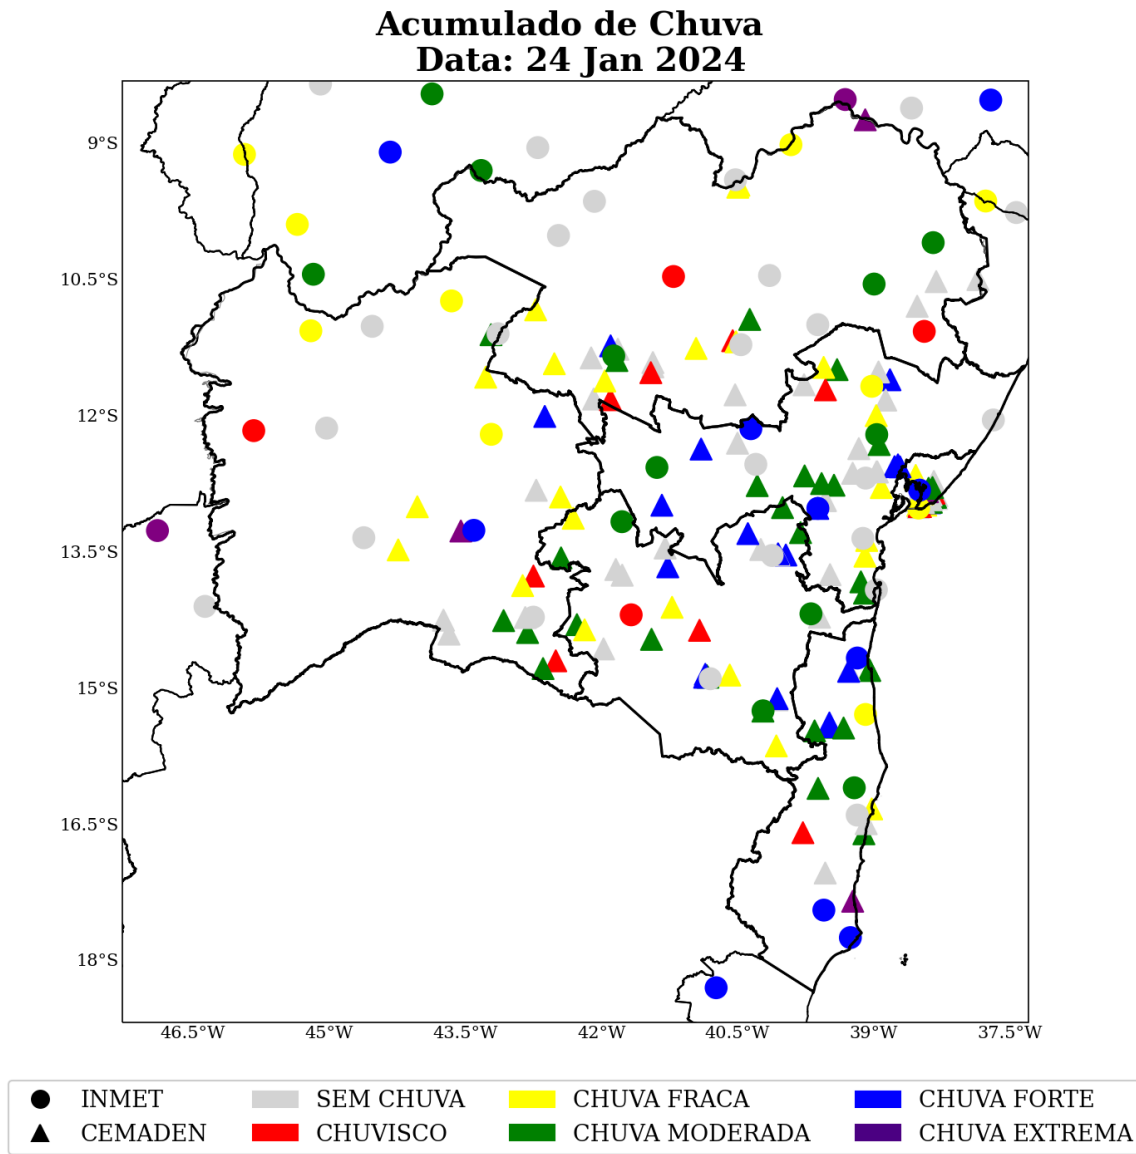 Acumulado de Chuva
Data: 24 Jan 2024
9°S
10.5°S
12°S
13.5°S
15°S
16.5°S
18°S
46.5°W 45°W 43.5°W 42°W 40.5°W 39°W 37.5°W
INMET SEM CHUVA CHUVA FRACA CHUVA FORTE
CEMADEN CHUVISCO CHUVA MODERADA CHUVA EXTREMA